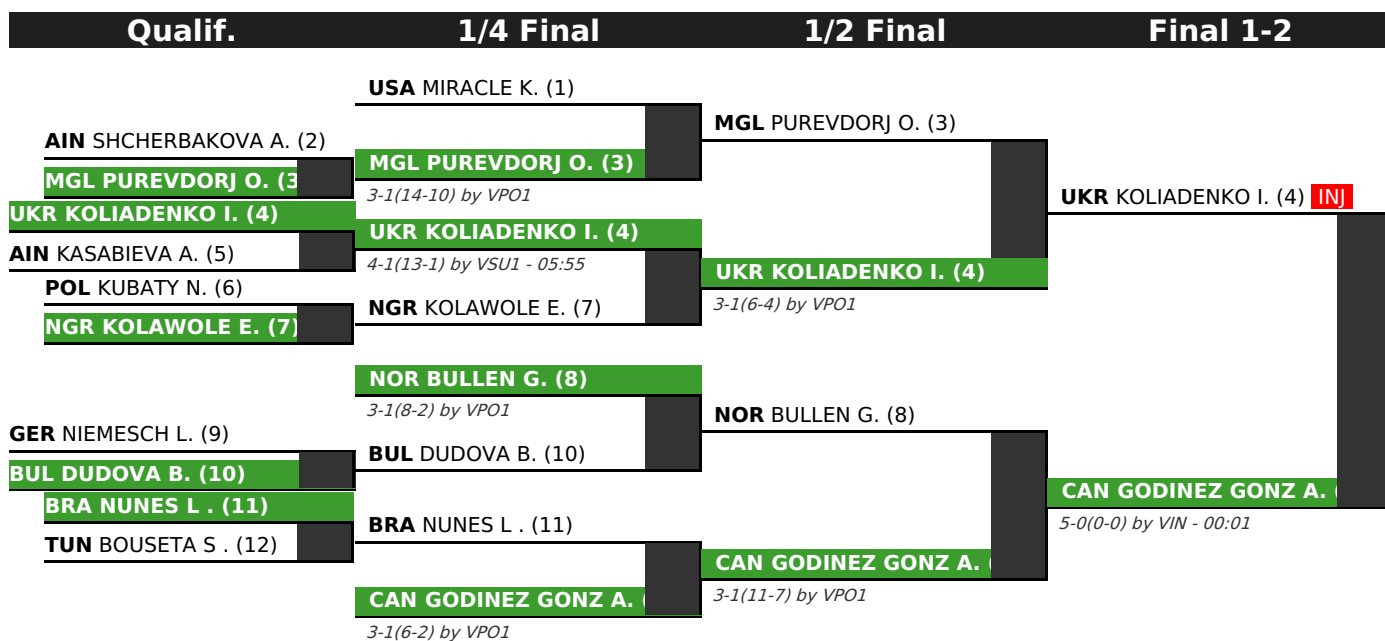 Qualif.
1/4 Final
1/2 Final
Final 1-2
AIN SHCHERBAKOVA A. (2)
MGL PUREVDORJ O. (3
UKR KOLIADENKO I. (4)
AIN KASABIEVA A. (5)
POL KUBATY N. (6)
NGR KOLAWOLE E. (7)
GER NIEMESCH L. (9)
BUL DUDOVA B. (10)
BRA NUNES L . (11)
TUN BOUSETA S . (12)
USA MIRACLE K. (1)
MGL PUREVDORJ O. (3)
3-1(14-10) by VPO1
UKR KOLIADENKO I. (4)
4-1(13-1) by VSU1 - 05:55
NGR KOLAWOLE E. (7)
NOR BULLEN G. (8)
3-1(8-2) by VPO1
BUL DUDOVA B. (10)
BRA NUNES L . (11)
CAN GODINEZ GONZ A. (
3-1(6-2) by VPO1
MGL PUREVDORJ O. (3)
UKR KOLIADENKO I. (4)
3-1(6-4) by VPO1
NOR BULLEN G. (8)
CAN GODINEZ GONZ A. (
3-1(11-7) by VPO1
UKR KOLIADENKO I. (4) INJ
CAN GODINEZ GONZ A. (
5-0(0-0) by VIN - 00:01